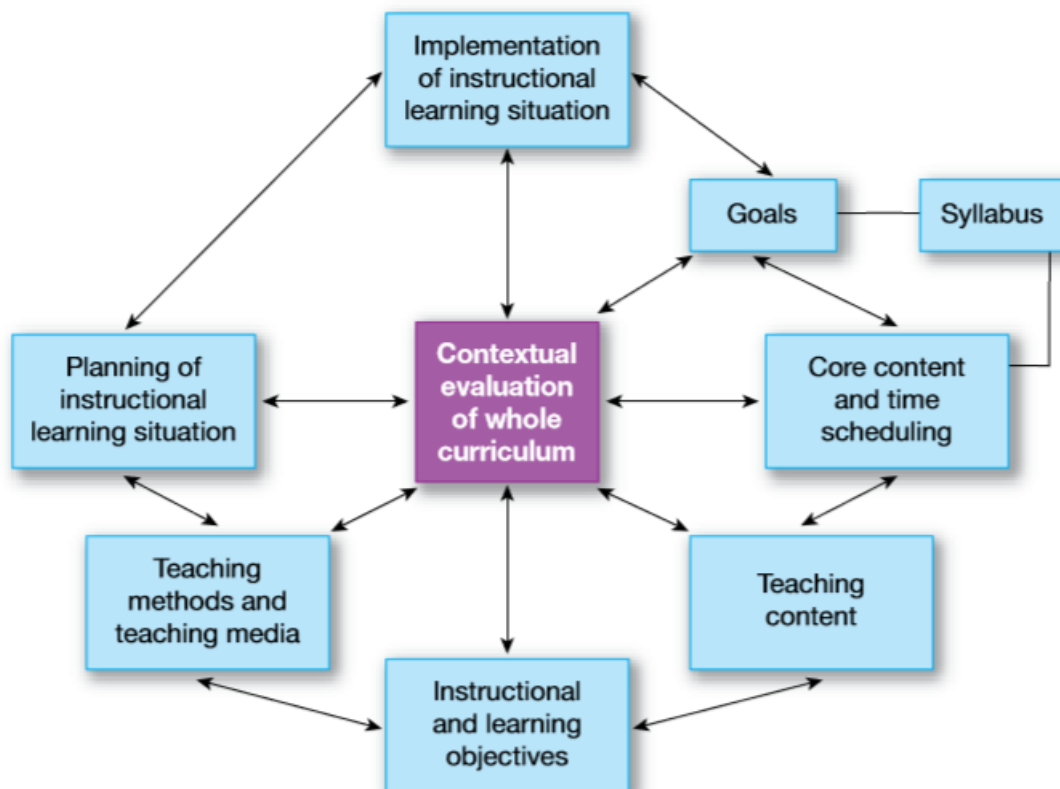 Implementation
of instructional
learning situation
Goals
Syllabus
Planning of
instructional
learning situation
Contextual
evaluation
of whole
curriculum
Core content
and time
scheduling
Teaching
methods and
teaching media
Teaching
content
Instructional
and learning
objectives